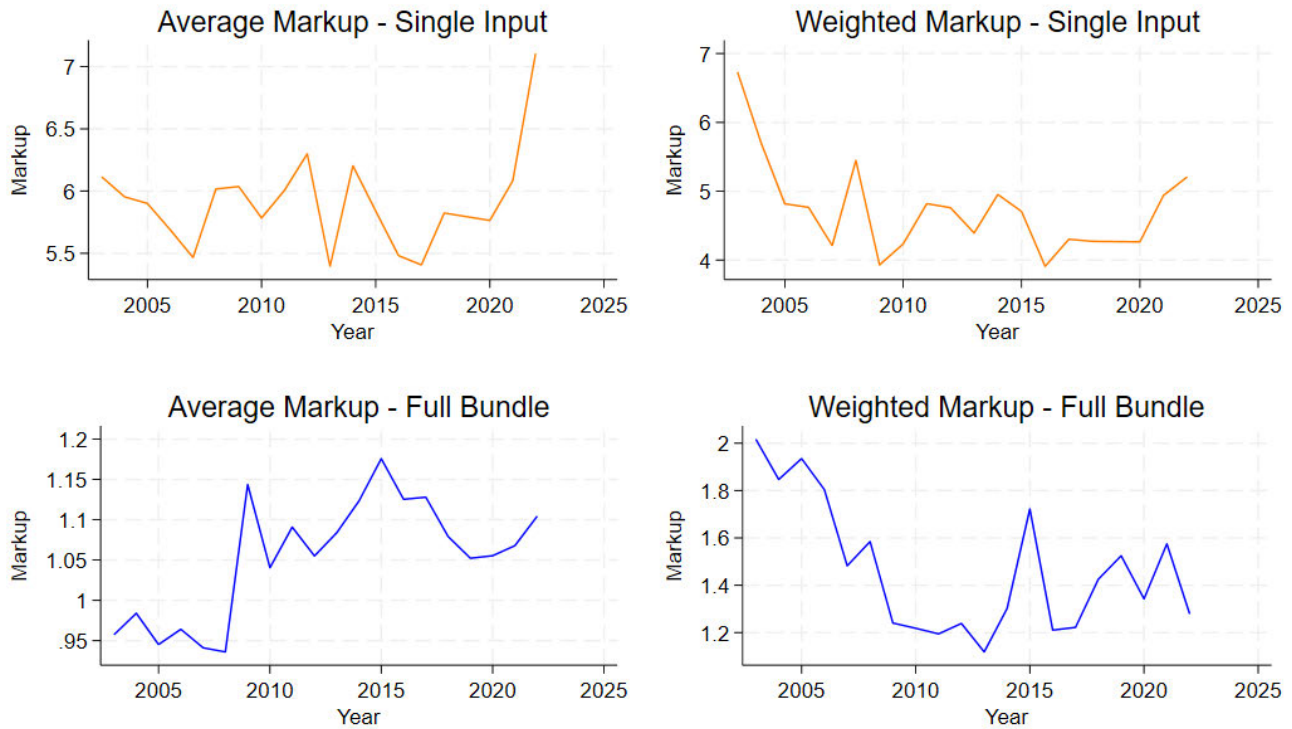 Average Markup - Single Input
Markup
7
6.5
6
5.5
2005 2010 2015 2020 2025
Year
Weighted Markup - Single Input
Markup
7
6
5
4
2005 2010 2015 2020 2025
Year
Average Markup - Full Bundle
Markup
1.2
1.15
1.1
1.05
1
.95
2005 2010 2015 2020 2025
Year
Weighted Markup - Full Bundle
Markup
2
1.8
1.6
1.4
1.2
2005 2010 2015 2020 2025
Year